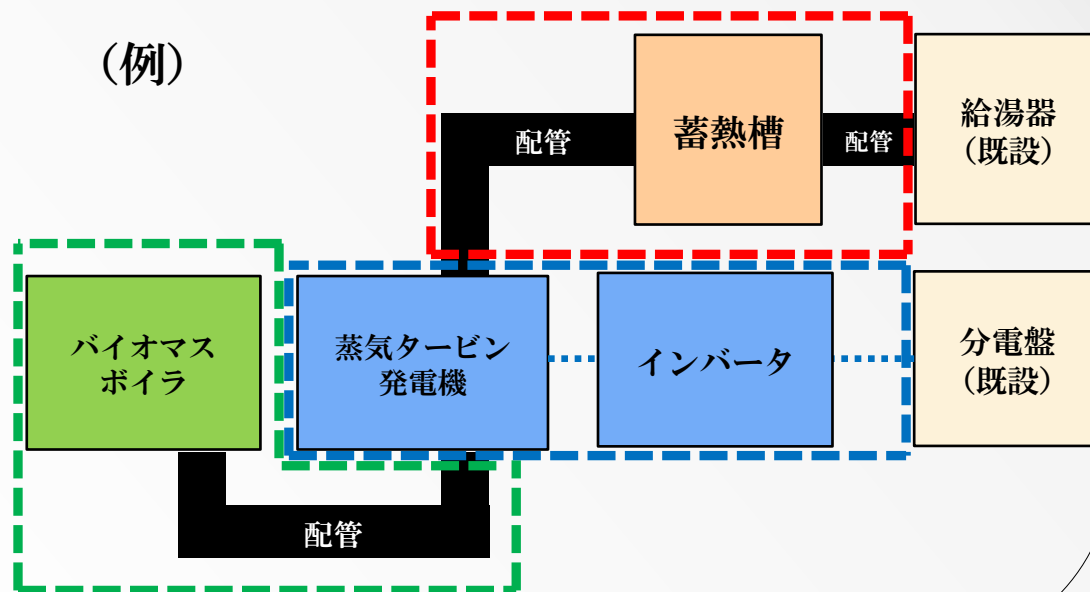 (例)
配管
蓄熱槽
配管
給湯器
(既設)
バイオマス
ボイラ
蒸気タービン
発電機
インバータ
分電盤
(既設)
配管